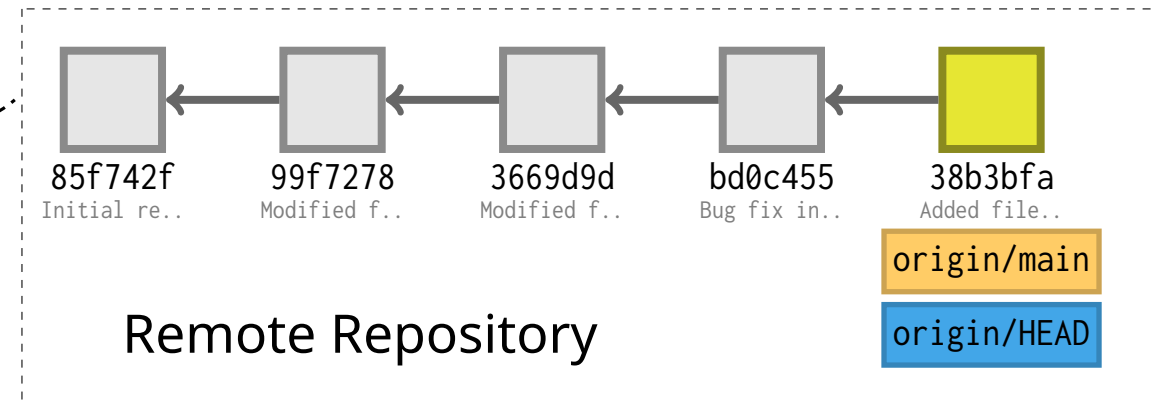 85f742f 99f7278 3669d9d bd0c455 38b3bfa
Initial re.. Modified f.. Modified f.. Bug fix in.. Added file..
origin/main
Remote Repository
origin/HEAD